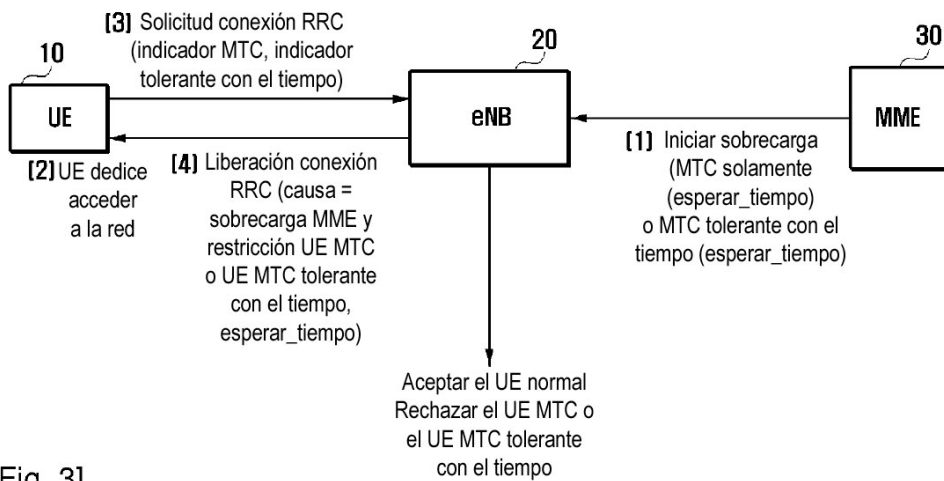 [3] Solicitud conexión RRC
(indicador MTC, indicador
tolerante con el tiempo)
10
UE
[2] UE dedice
acceder
a la red
[4] Liberación conexión
RRC (causa =
sobrecarga MME y
restricción UE MTC
o UE MTC tolerante
con el tiempo,
esperar_tiempo)
20
eNB
30
MME
[1] Iniciar sobrecarga
(MTC solamente
(esperar_tiempo)
o MTC tolerante con el
tiempo (esperar_tiempo)
Aceptar el UE normal
Rechazar el UE MTC o
el UE MTC tolerante
con el tiempo
Fig. 3]